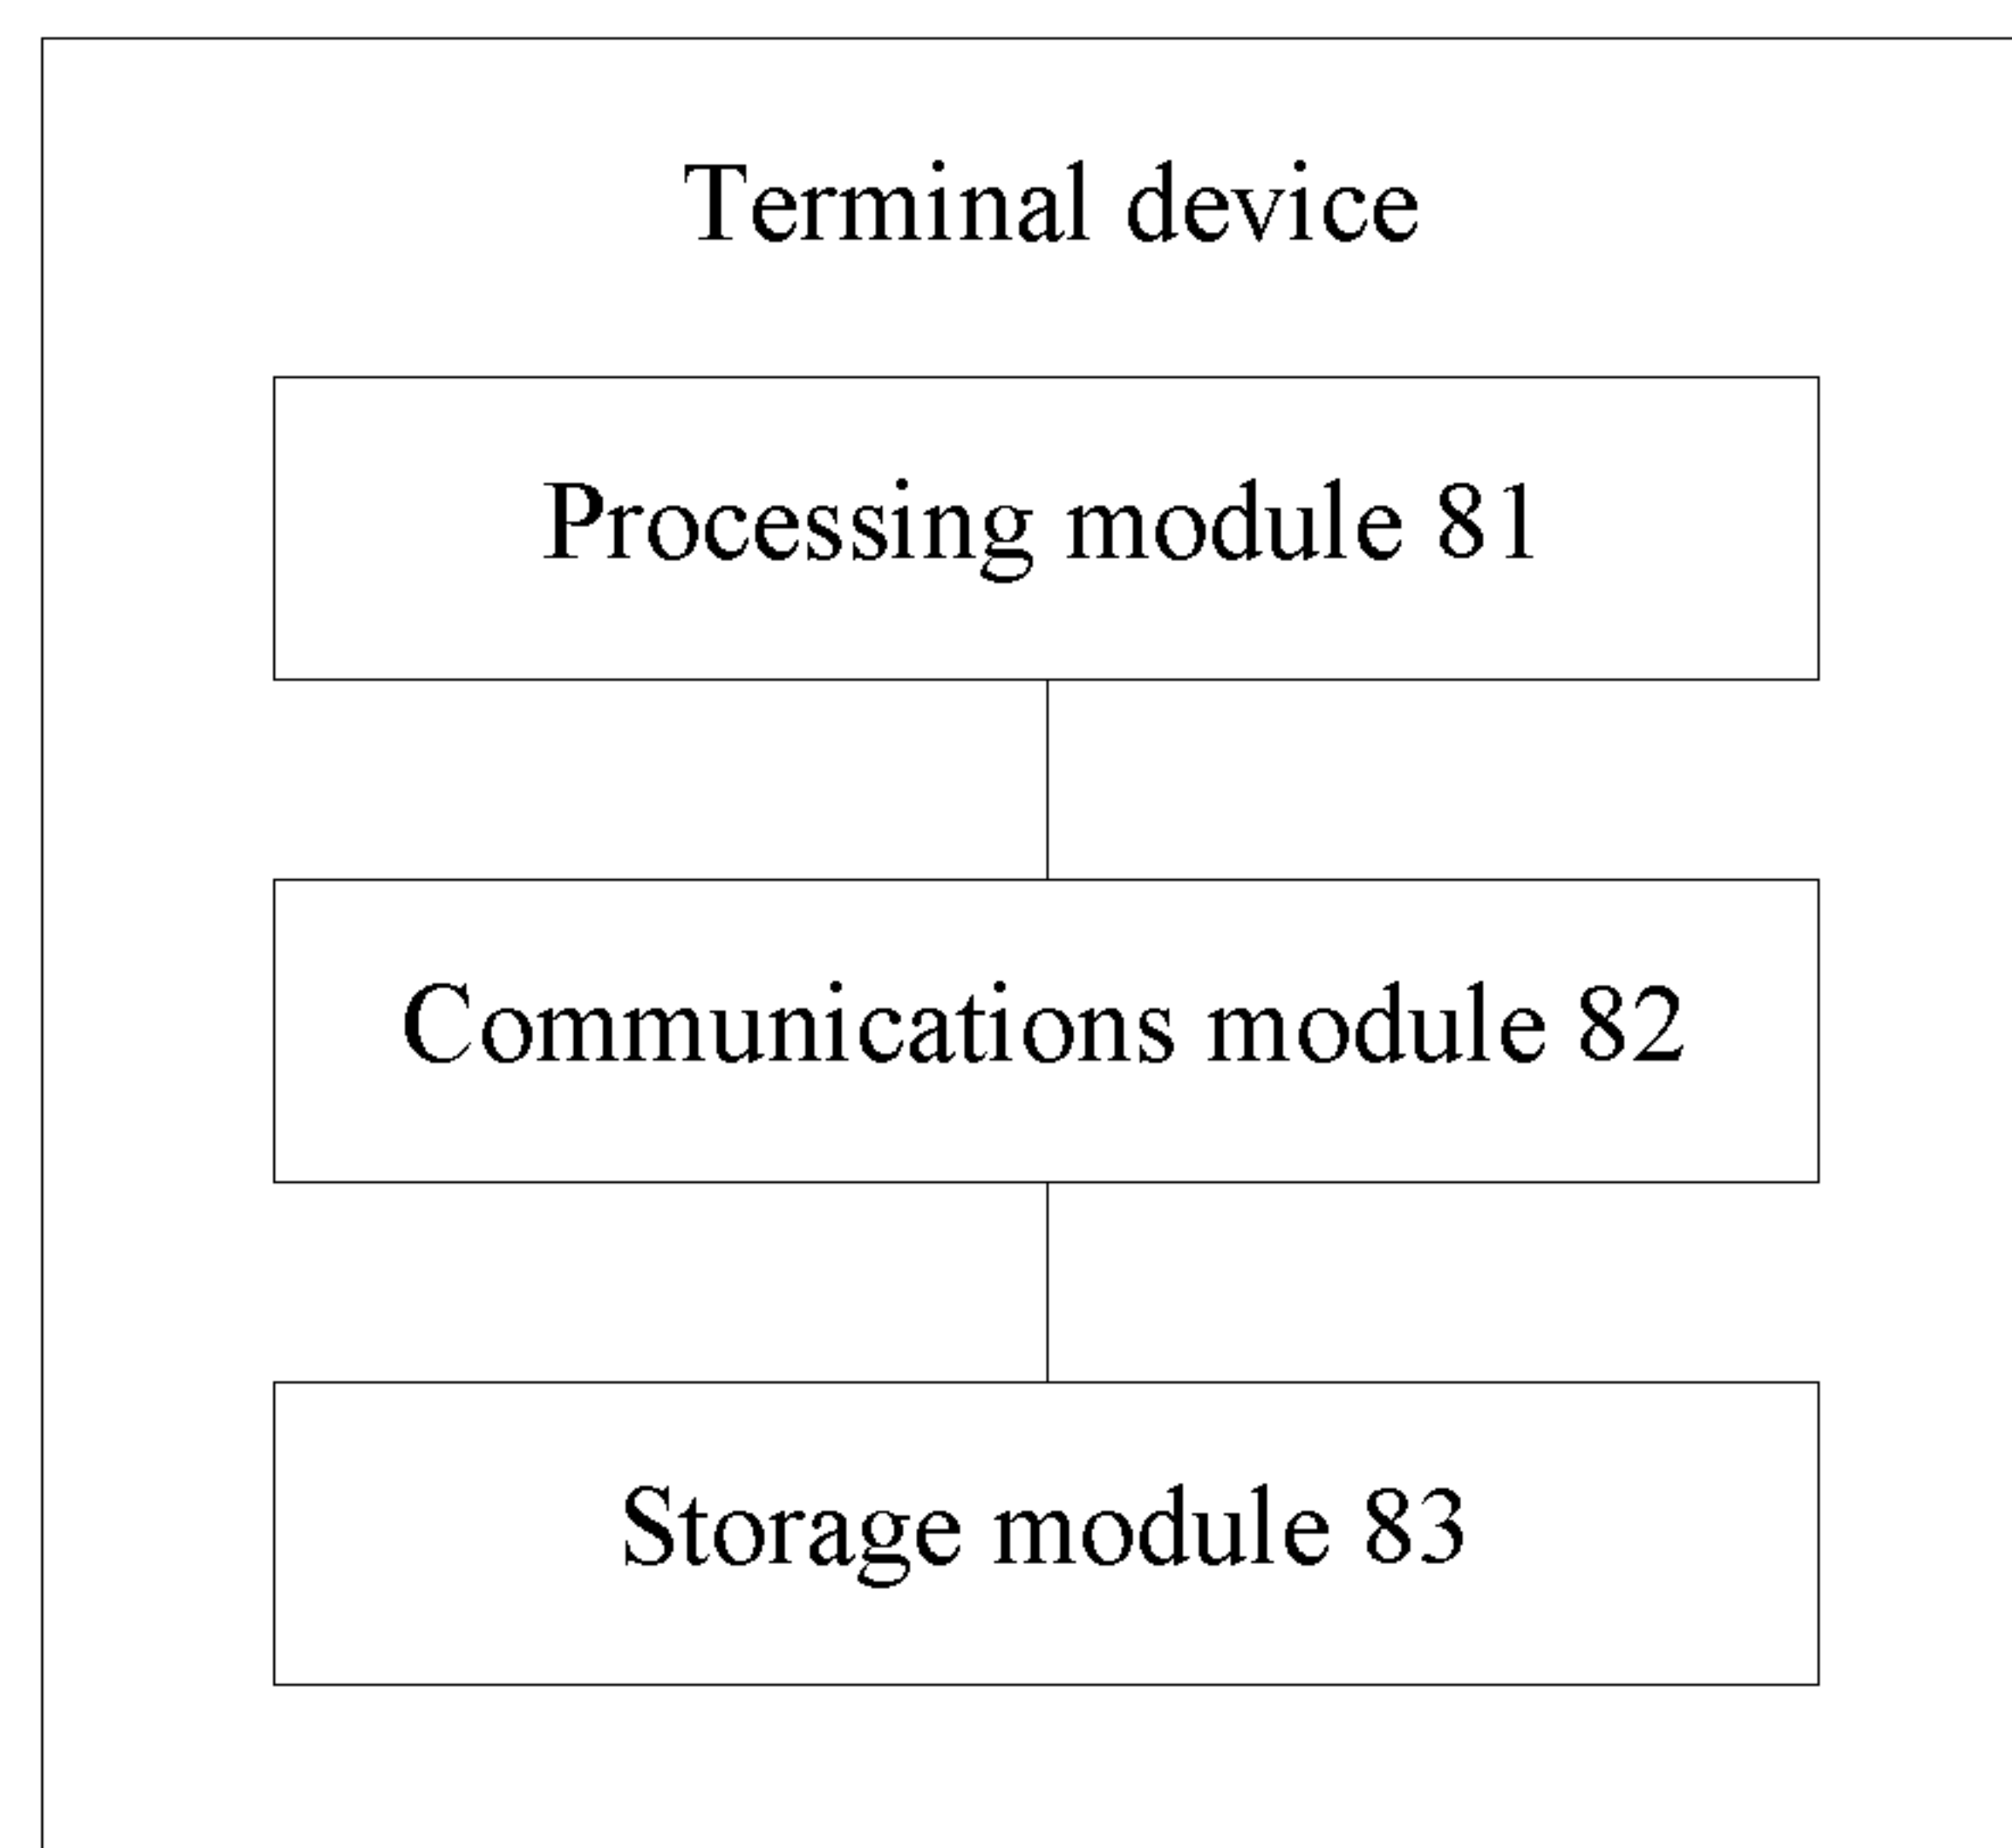 Terminal device
Processing module 81
Communications module 82
Storage module 83